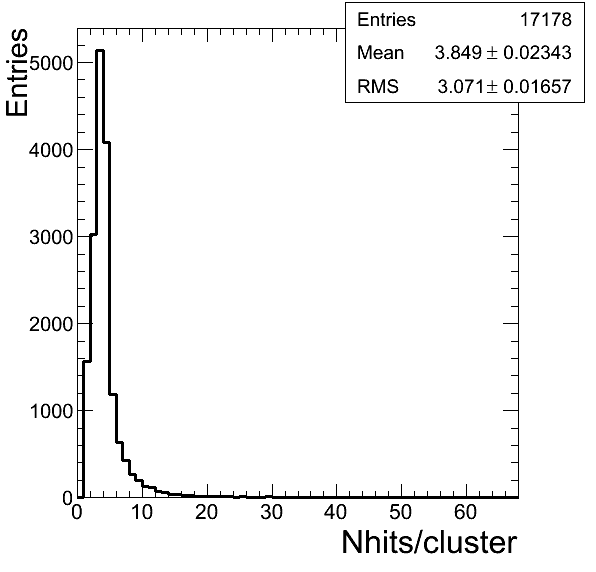 Entries 17178
Mean 3.849 ± 0.02343
RMS 3.071 ± 0.01657
Entries
5000
4000
3000
2000
1000
0
0 10 20 30 40 50 60
Nhits/cluster